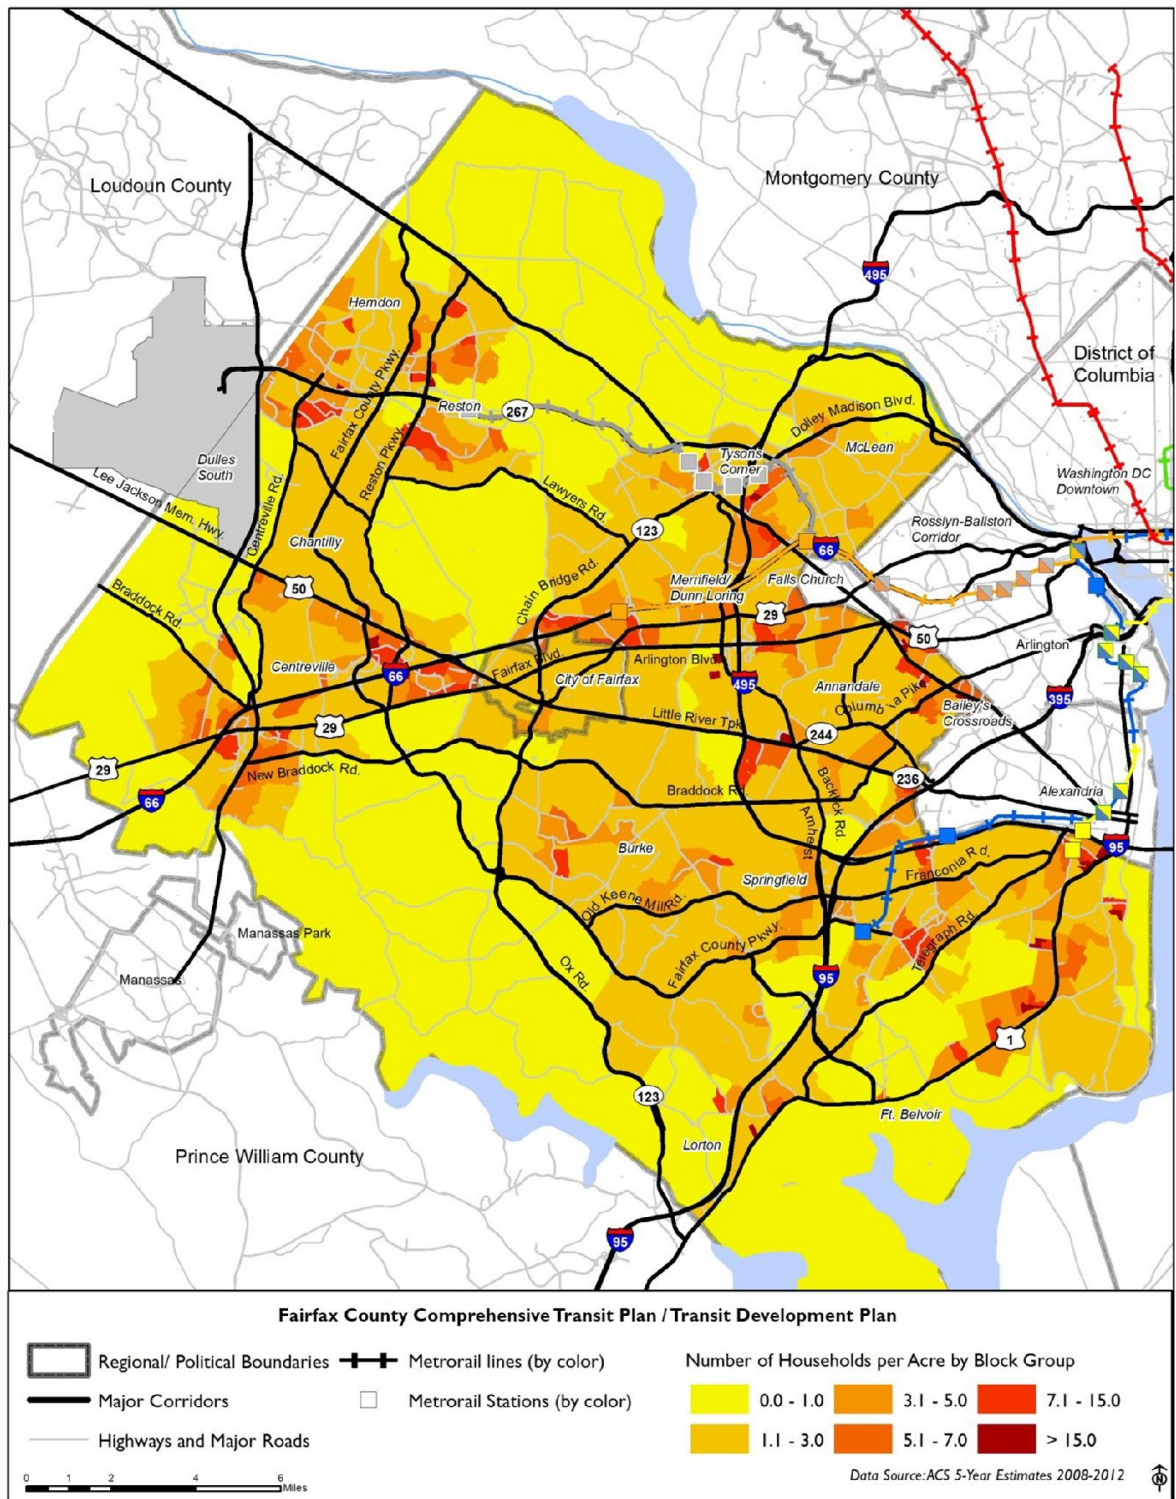 Loudoun County
Montgomery County
495
Herndon
District of
Columbia
Fairfax County Pkwy.
Reston
267
Dolley Madison Blvd.
McLean
Reston Pkwy.
Tysons
Corner
Dulles
South
Washington DC
Downtown
Lee Jackson Mem. Hwy.
Centreville Rd.
Lawyers Rd.
Rosslyn-Ballston
Corridor
123
Chantilly
66
50
Chain Bridge Rd.
Merrifield/
Dunn Loring
Falls Church
Braddock Rd.
29
50
Arlington
Centreville
66
Fairfax Blvd.
City of Fairfax
Arlington Blvd.
495
Annandale
Columbia Pike
Bailey's
Crossroads
395
29
Little River Tpk.
244
29
New Braddock Rd.
66
Braddock Rd.
Backlick Rd.
236
Alexandria
Amherst
Burke
95
Franconia Rd.
Springfield
Old Keene Mill Rd.
Manassas Park
Fairfax County Pkwy.
Telegraph Rd.
Manassas
Ox Rd.
95
1
123
Ft. Belvoir
Lorton
Prince William County
95
Fairfax County Comprehensive Transit Plan / Transit Development Plan
Regional/ Political Boundaries
Metrorail lines (by color)
Number of Households per Acre by Block Group
Major Corridors
Metrorail Stations (by color)
0.0 - 1.0
3.1 - 5.0
7.1 - 15.0
Highways and Major Roads
1.1 - 3.0
5.1 - 7.0
> 15.0
0 1 2 4 6
Miles
Data Source: ACS 5-Year Estimates 2008-2012
N